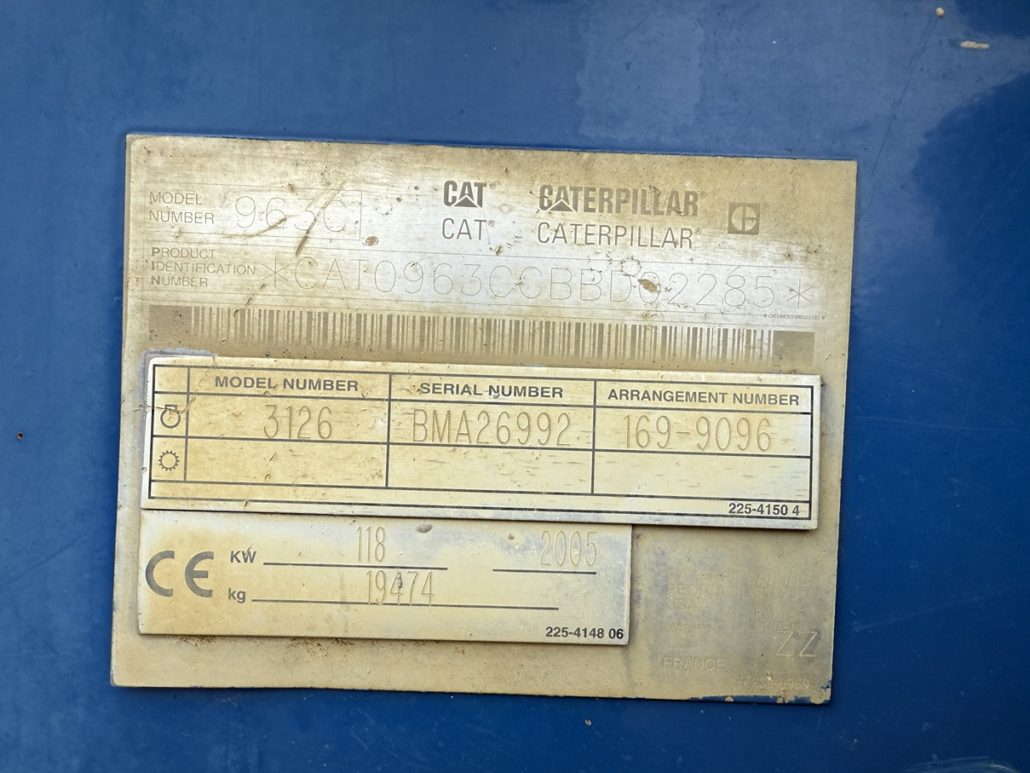 MODEL
NUMBER 963C
CAT® CATERPILLAR®
CAT® - CATERPILLAR®
PRODUCT
IDENTIFICATION
NUMBER
*CAT0963CCBBD02285*
MODEL NUMBER SERIAL NUMBER ARRANGEMENT NUMBER
3126 BMA26992 169-9096
225-4150 4
CE KW 118 2005
kg 19474
225-4148 06
ZZ
FRANCE